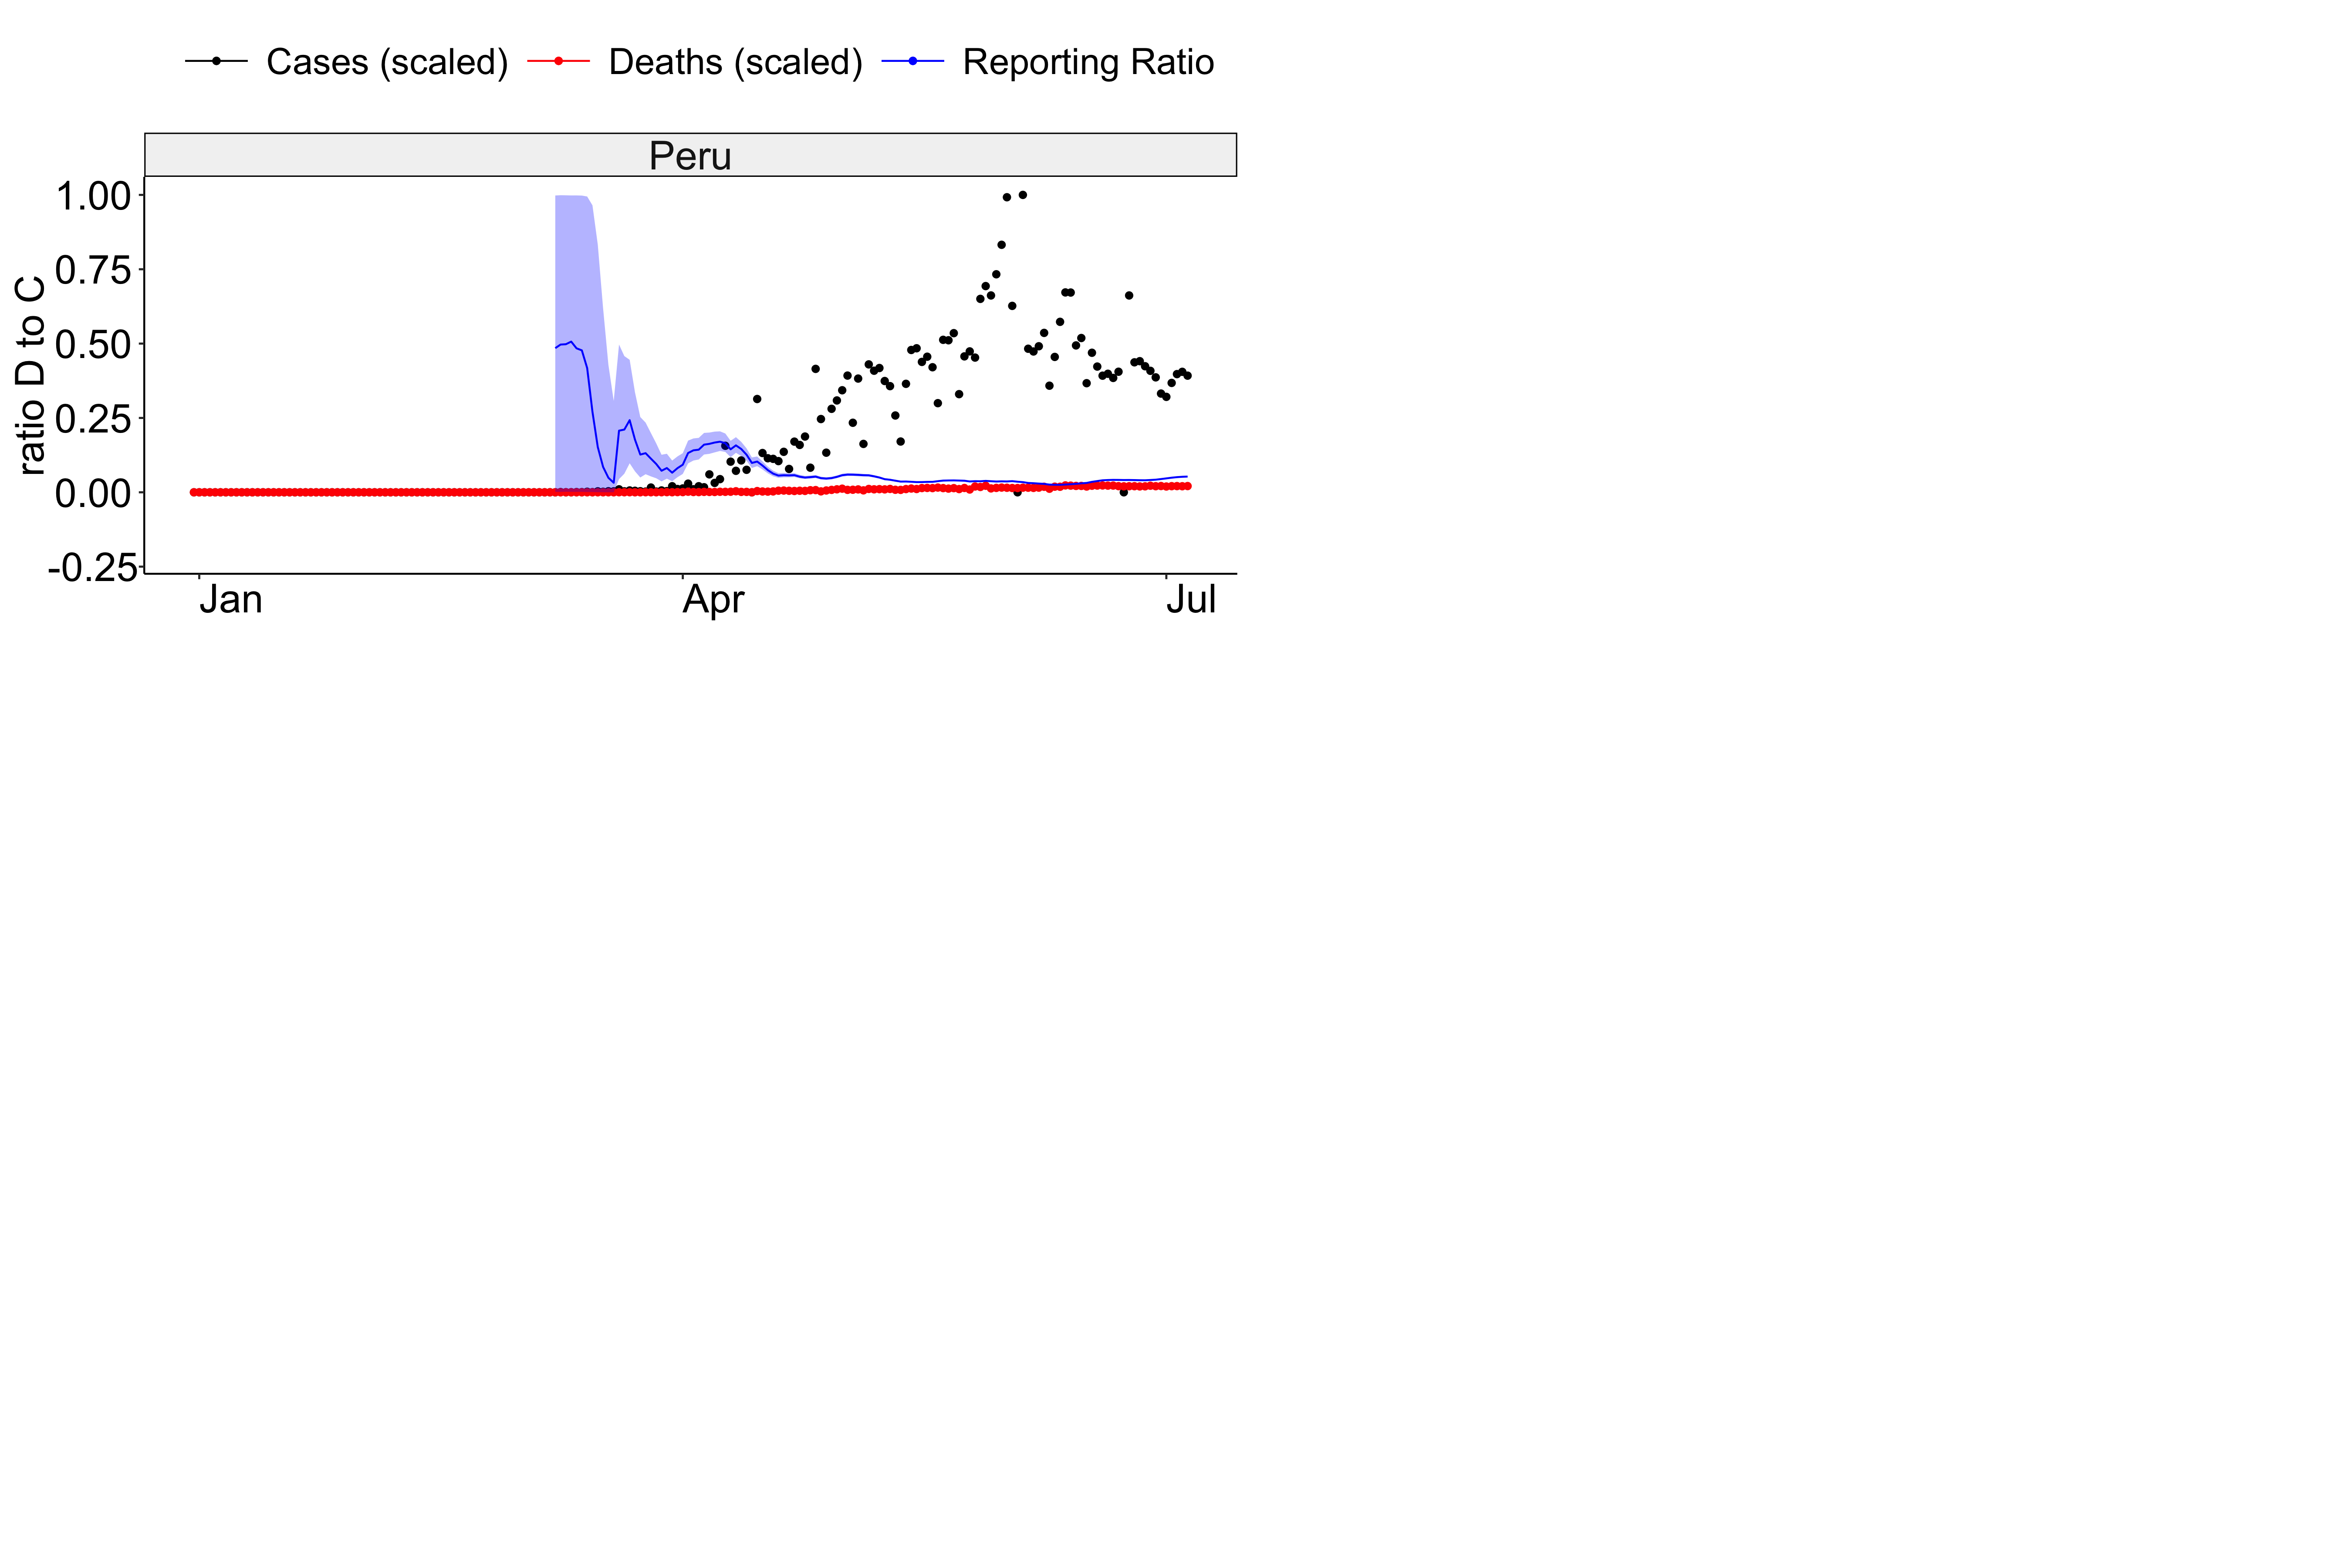 Cases (scaled) Deaths (scaled) Reporting Ratio
Peru
ratio D to C
1.00
0.75
0.50
0.25
0.00
-0.25
Jan Apr Jul